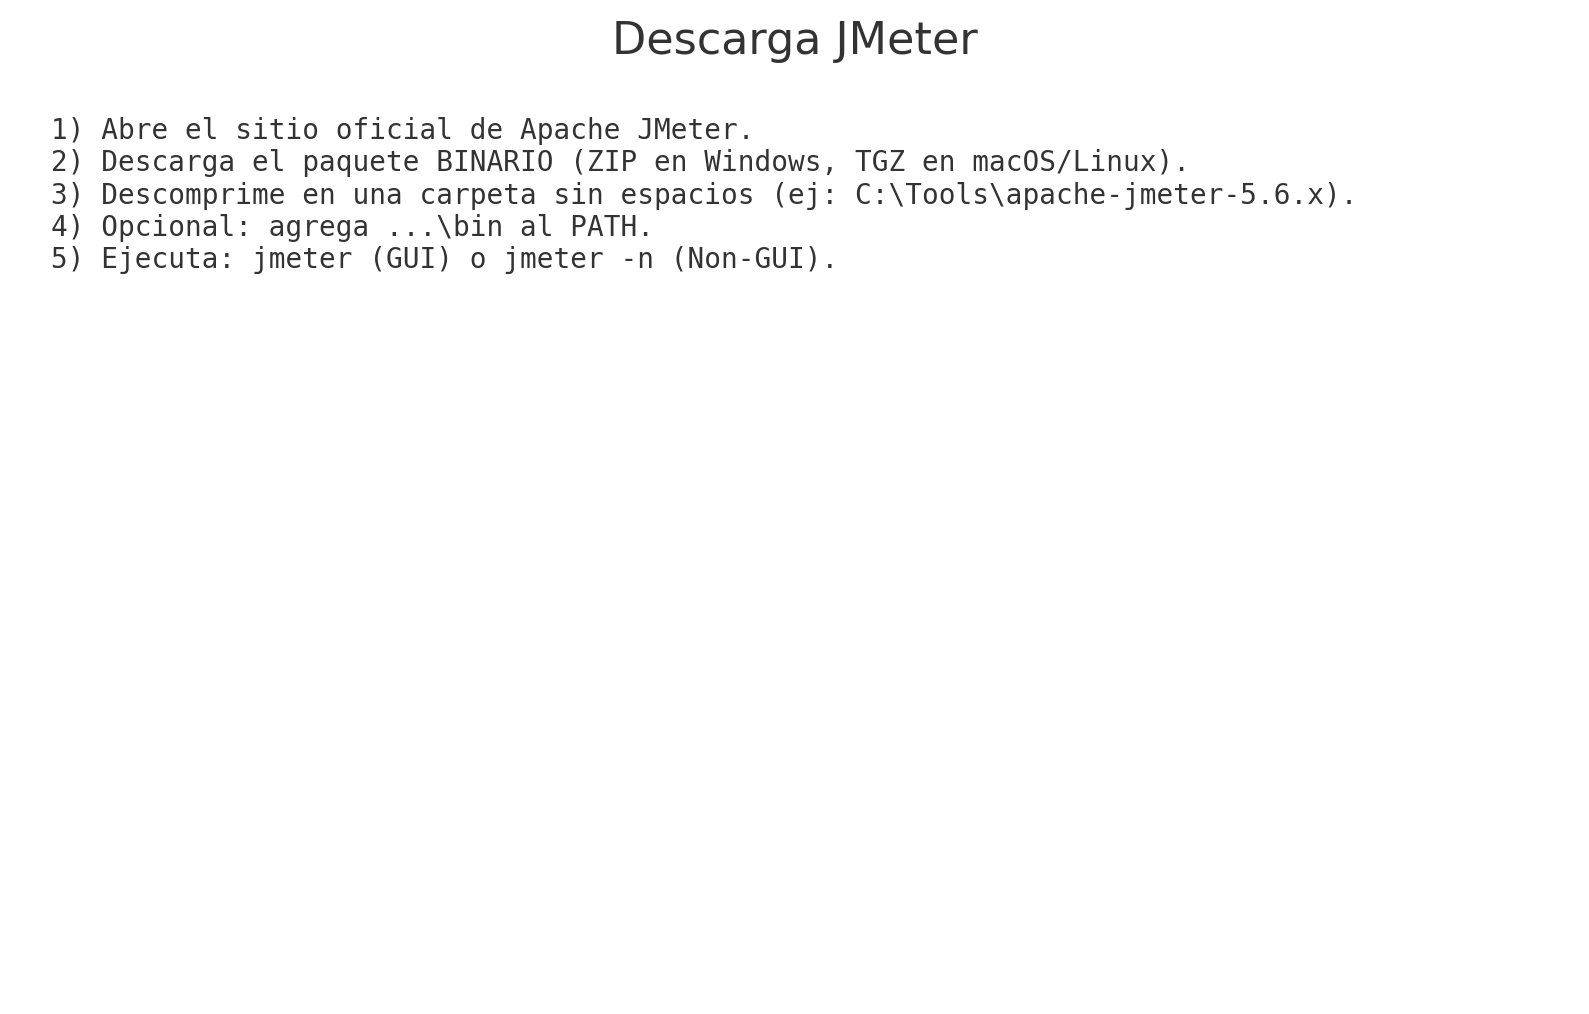 Descarga JMeter
1) Abre el sitio oficial de Apache JMeter.
2) Descarga el paquete BINARIO (ZIP en Windows, TGZ en macOS/Linux).
3) Descomprime en una carpeta sin espacios (ej: C:\Tools\apache-jmeter-5.6.x).
4) Opcional: agrega ...\bin al PATH.
5) Ejecuta: jmeter (GUI) o jmeter -n (Non-GUI).